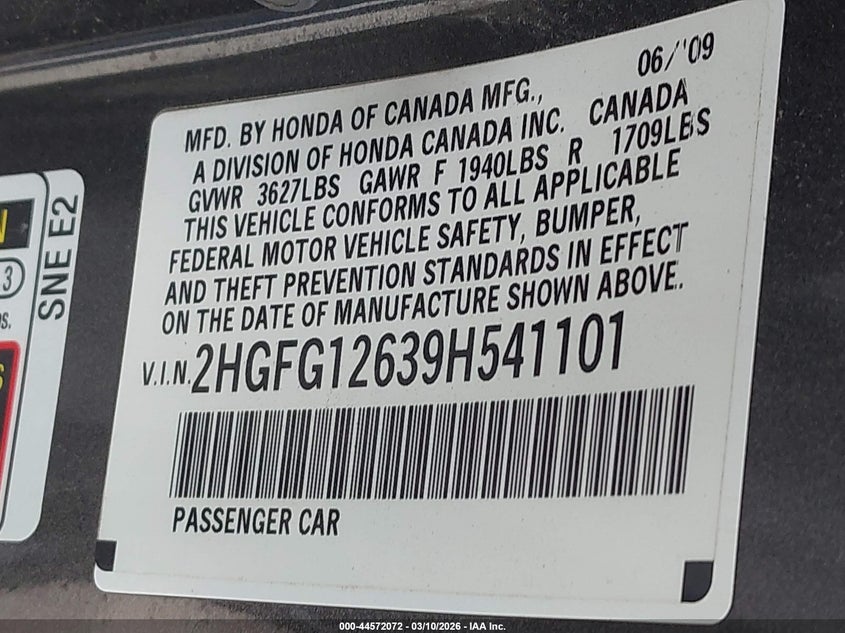 06/'09
MFD. BY HONDA OF CANADA MFG.,
A DIVISION OF HONDA CANADA INC. CANADA
GVWR 3627LBS GAWR F 1940LBS R 1709LBS
THIS VEHICLE CONFORMS TO ALL APPLICABLE
FEDERAL MOTOR VEHICLE SAFETY, BUMPER,
AND THEFT PREVENTION STANDARDS IN EFFECT
ON THE DATE OF MANUFACTURE SHOWN ABOVE.
V.I.N.2HGFG12639H541101
PASSENGER CAR
SNE E2
N
3
S.
S
000-44572072 - 03/10/2026 - IAA Inc.